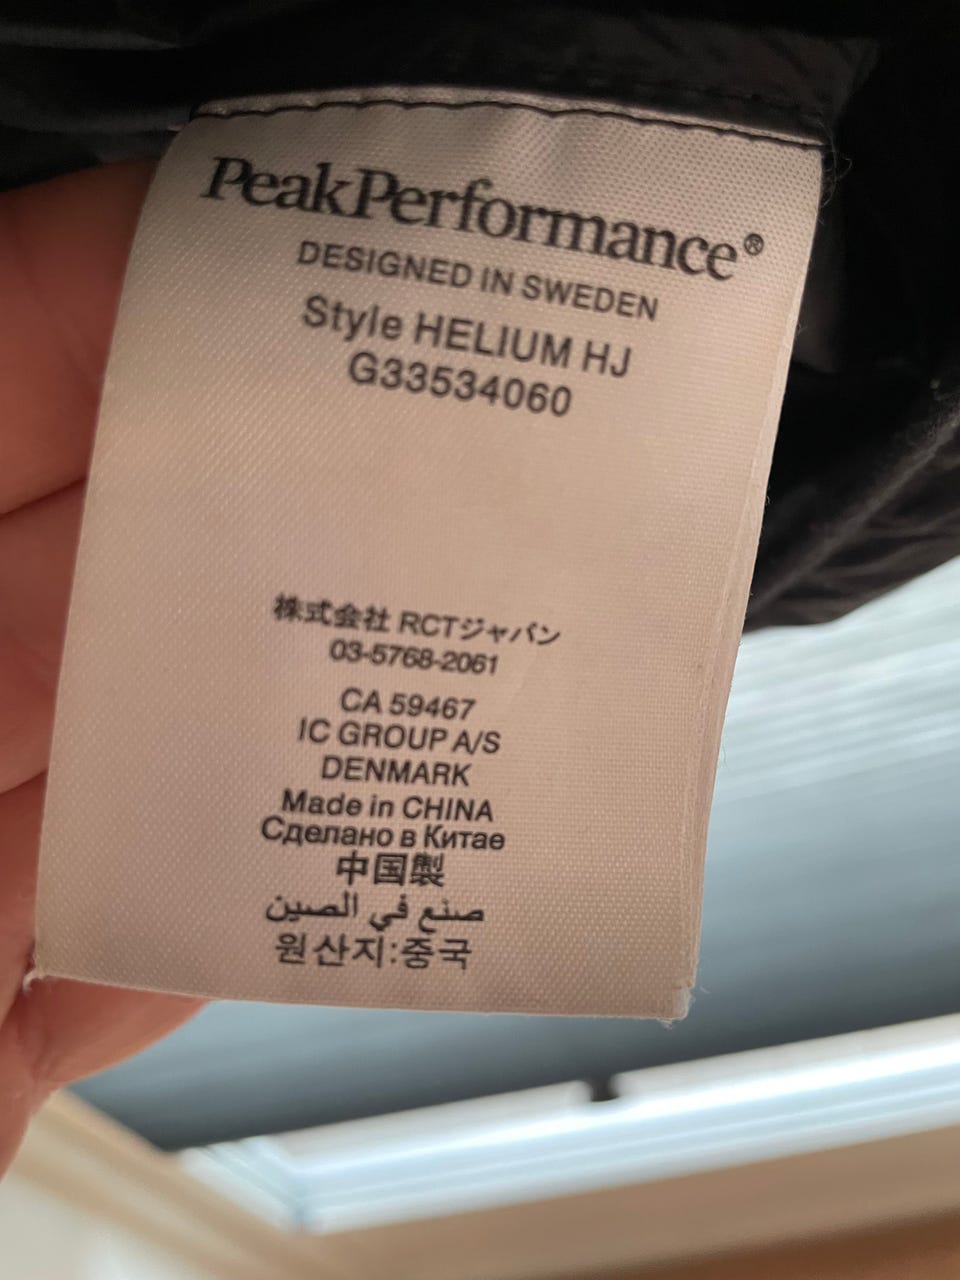 PeakPerformance®
DESIGNED IN SWEDEN
Style HELIUM HJ
G33534060
株式会社 RCTジャパン
03-5768-2061
CA 59467
IC GROUP A/S
DENMARK
Made in CHINA
Сделано в Китае
中国製
صنع في الصين
원산지:중국